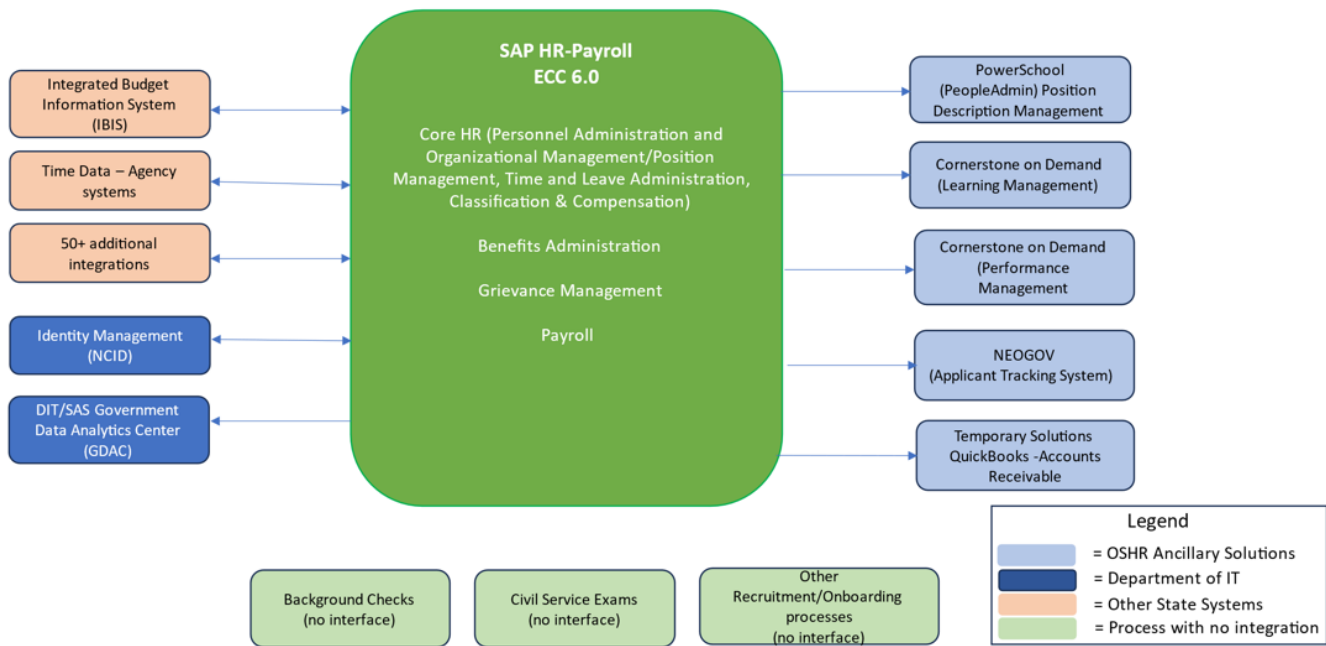 SAP HR-Payroll
ECC 6.0
Core HR (Personnel Administration and
Organizational Management/Position
Management, Time and Leave Administration,
Classification & Compensation)
Benefits Administration
Grievance Management
Payroll
Integrated Budget
Information System
(IBIS)
Time Data – Agency
systems
50+ additional
integrations
Identity Management
(NCID)
DIT/SAS Government
Data Analytics Center
(GDAC)
PowerSchool
(PeopleAdmin) Position
Description Management
Cornerstone on Demand
(Learning Management)
Cornerstone on Demand
(Performance
Management
NEOGOV
(Applicant Tracking System)
Temporary Solutions
QuickBooks -Accounts
Receivable
Background Checks
(no interface)
Civil Service Exams
(no interface)
Other
Recruitment/Onboarding
processes
(no interface)
Legend
= OSHR Ancillary Solutions
= Department of IT
= Other State Systems
= Process with no integration